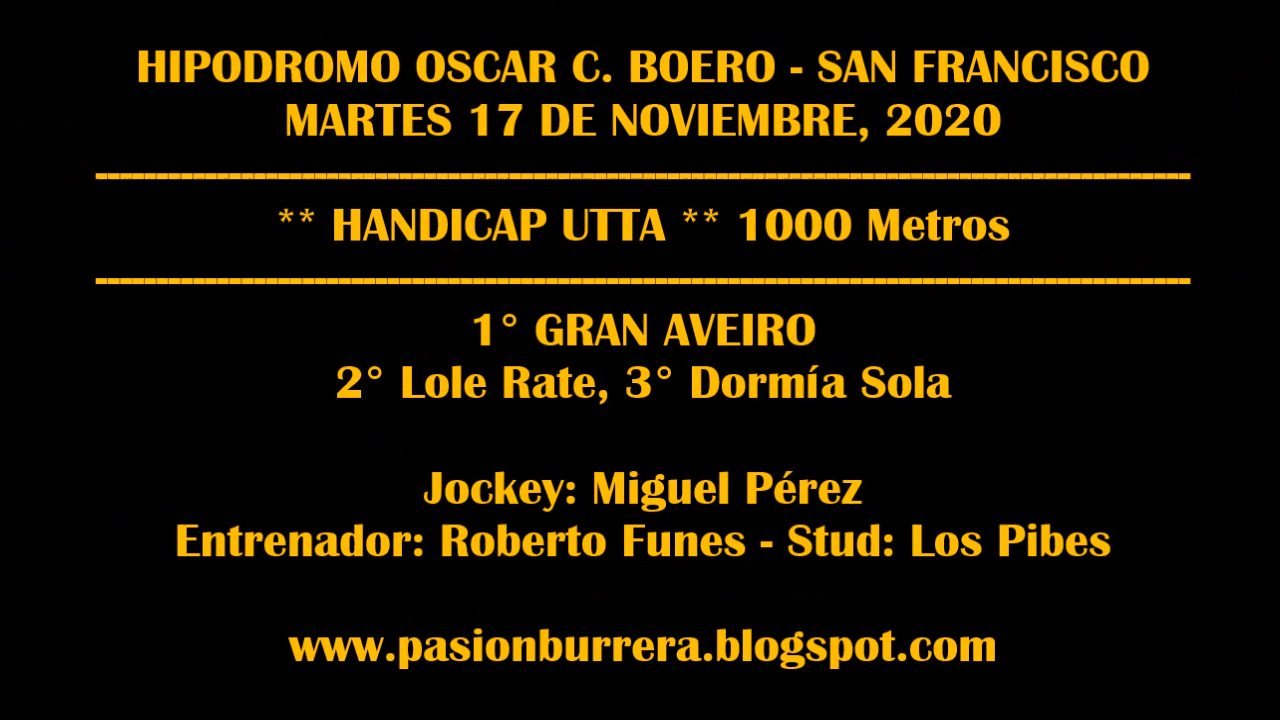 HIPODROMO OSCAR C. BOERO - SAN FRANCISCO
MARTES 17 DE NOVIEMBRE, 2020
** HANDICAP UTTA ** 1000 Metros
1° GRAN AVEIRO
2° Lole Rate, 3° Dormía Sola
Jockey: Miguel Pérez
Entrenador: Roberto Funes - Stud: Los Pibes
www.pasionburrera.blogspot.com